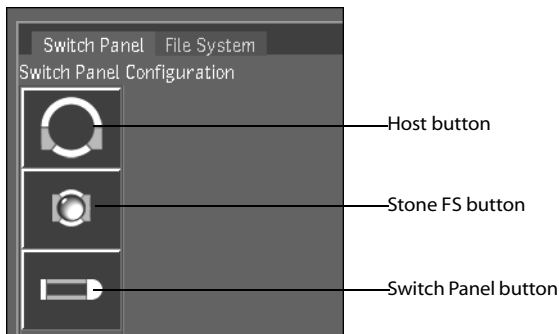 Switch Panel File System
Switch Panel Configuration
Host button
Stone FS button
Switch Panel button